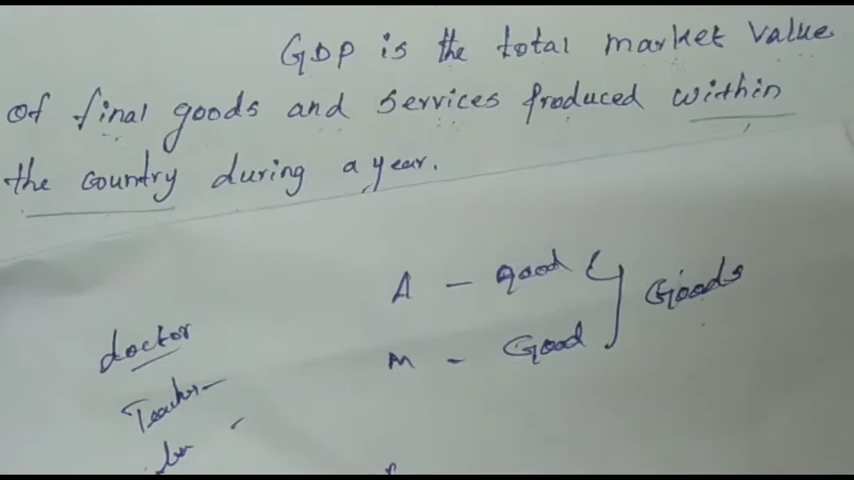 GDP is the total market value
of final goods and services produced within
the country during a year.
A - good
Goods
M - Good
doctor
Teacher